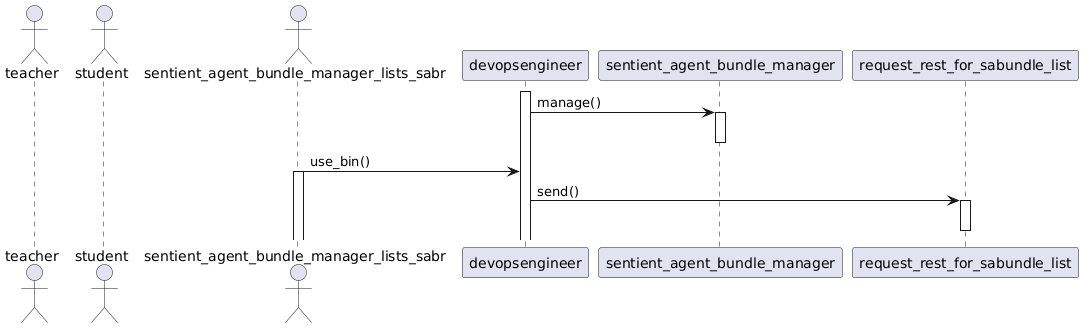 teacher
student
sentient_agent_bundle_manager_lists_sabr
devopsengineer
sentient_agent_bundle_manager
request_rest_for_sabundle_list
manage()
use_bin()
send()
teacher
student
sentient_agent_bundle_manager_lists_sabr
devopsengineer
sentient_agent_bundle_manager
request_rest_for_sabundle_list